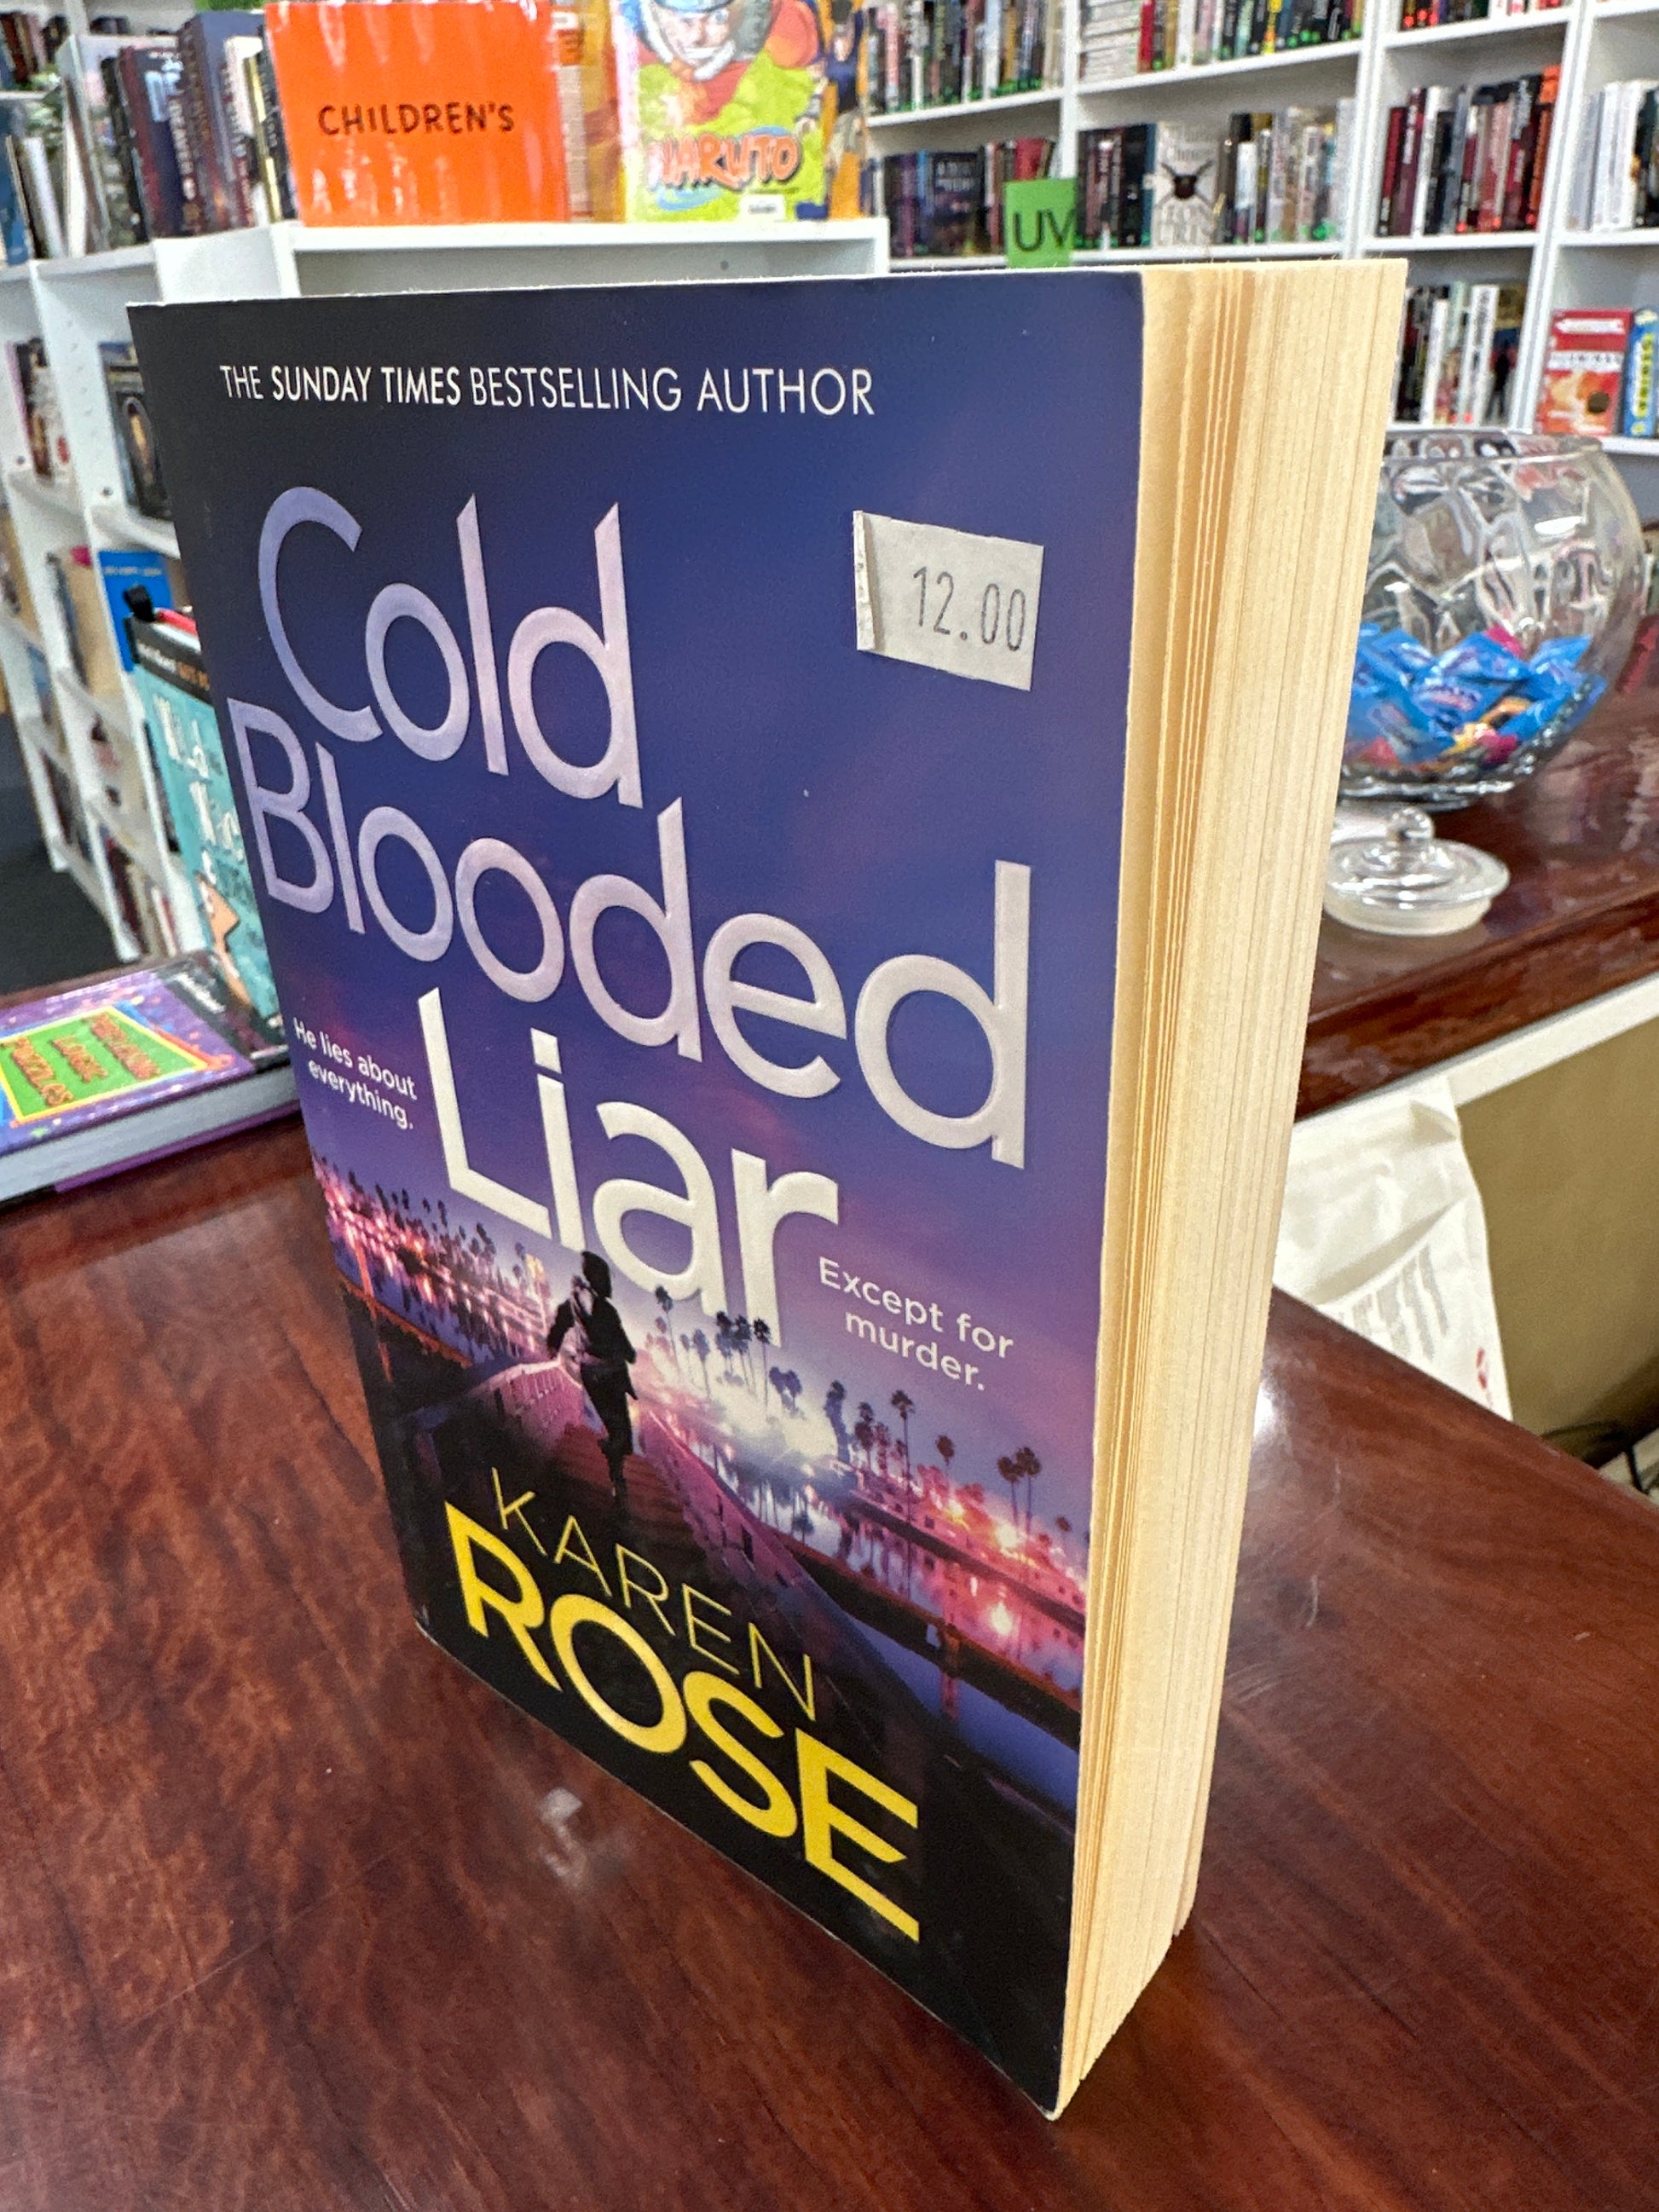 CHILDREN'S
NARUTO
UV
THE SUNDAY TIMES BESTSELLING AUTHOR
12.00
Cold
Blooded
Liar
He lies about
everything.
Except for
murder.
KAREN
ROSE